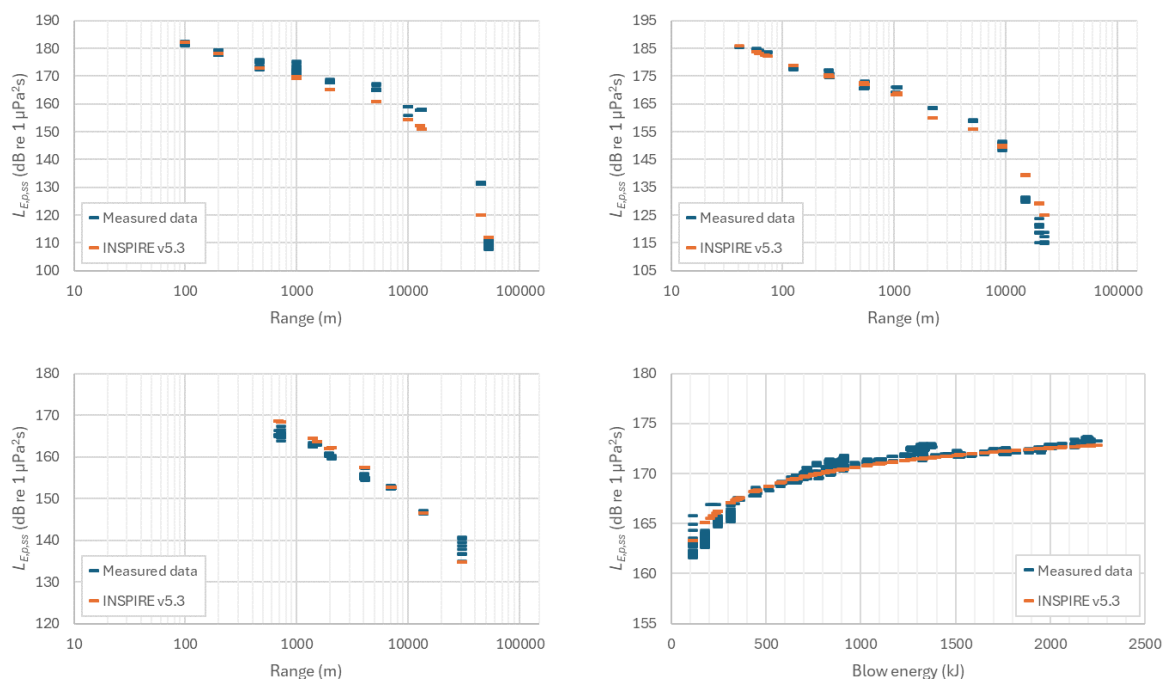 190
180
170
160
150
140
130
120
110
100
L_E,p,ss (dB re 1 µPa²s)
Measured data
INSPIRE v5.3
10 100 1000 10000 100000
Range (m)
195
185
175
165
155
145
135
125
115
105
L_E,p,ss (dB re 1 µPa²s)
Measured data
INSPIRE v5.3
10 100 1000 10000 100000
Range (m)
180
170
160
150
140
130
120
L_E,p,ss (dB re 1 µPa²s)
Measured data
INSPIRE v5.3
10 100 1000 10000 100000
Range (m)
180
175
170
165
160
155
L_E,p,ss (dB re 1 µPa²s)
Measured data
INSPIRE v5.3
0 500 1000 1500 2000 2500
Blow energy (kJ)